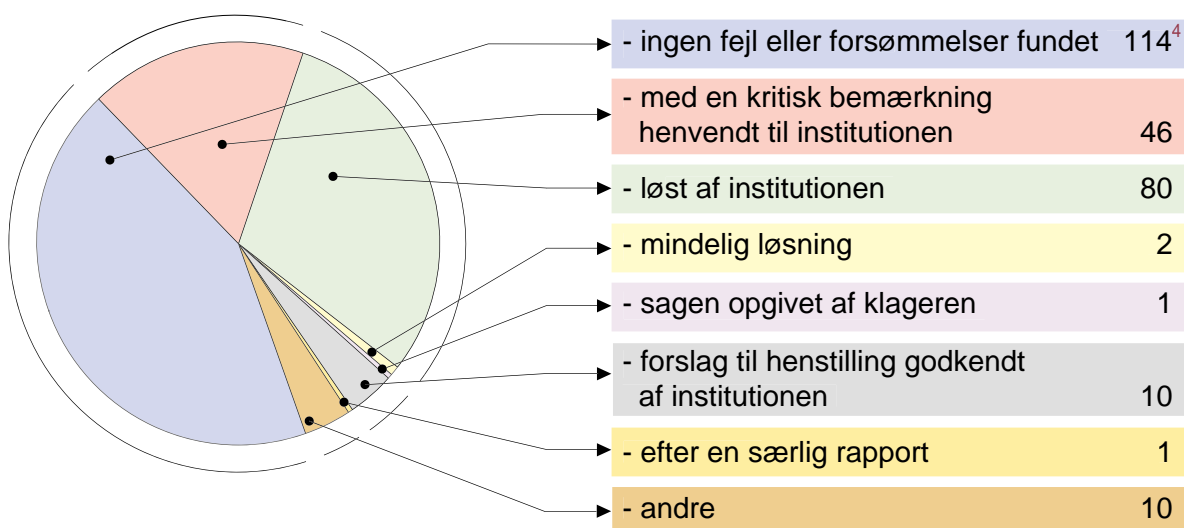 - ingen fejl eller forsømmelser fundet 114⁴
- med en kritisk bemærkning
henvendt til institutionen 46
- løst af institutionen 80
- mindelig løsning 2
- sagen opgivet af klageren 1
- forslag til henstilling godkendt
af institutionen 10
- efter en særlig rapport 1
- andre 10